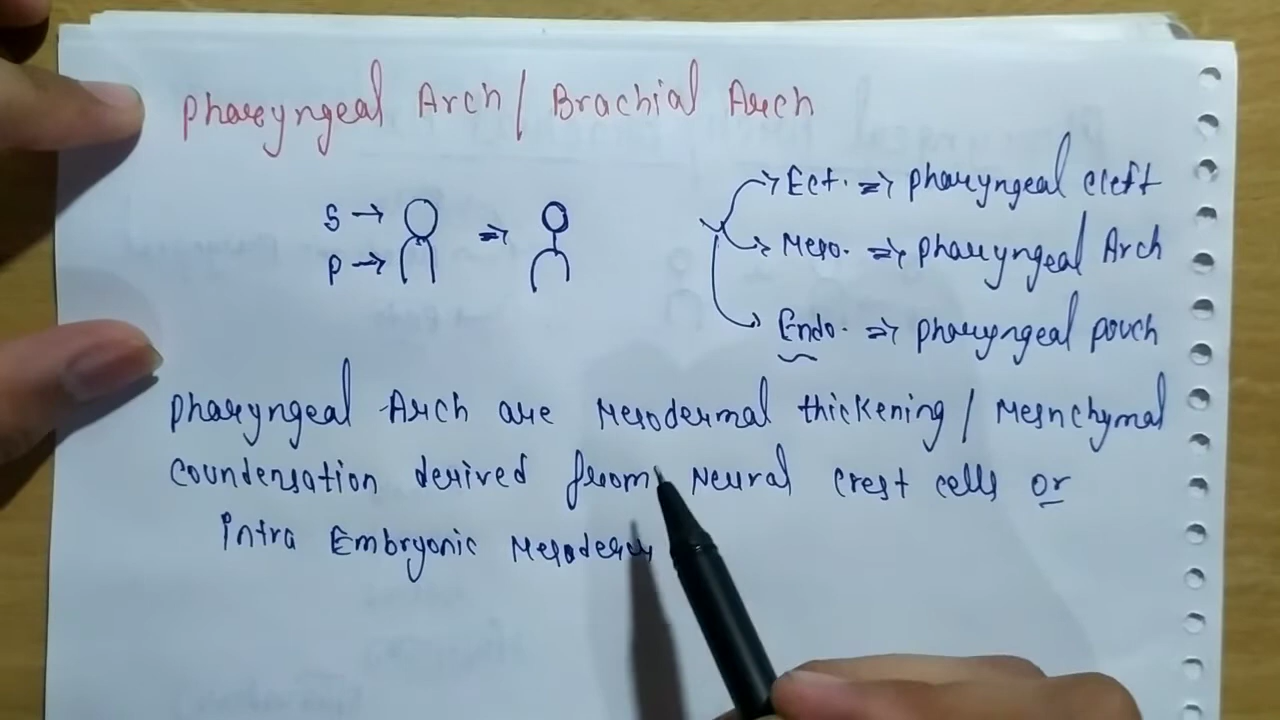 Pharyngeal Arch / Brachial Arch
S →
P →
⇒
→ Ect. ⇒ pharyngeal cleft
→ Meso. ⇒ pharyngeal Arch
→ Endo. ⇒ pharyngeal pouch
pharyngeal Arch are Mesodermal thickening / Mesnchymal
Coundensation derived from Neural crest cells or
Intra Embryonic Mesoderm